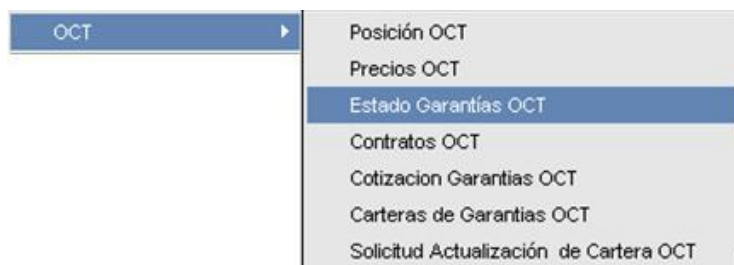 OCT
Posición OCT
Precios OCT
Estado Garantías OCT
Contratos OCT
Cotizacion Garantias OCT
Carteras de Garantias OCT
Solicitud Actualización de Cartera OCT